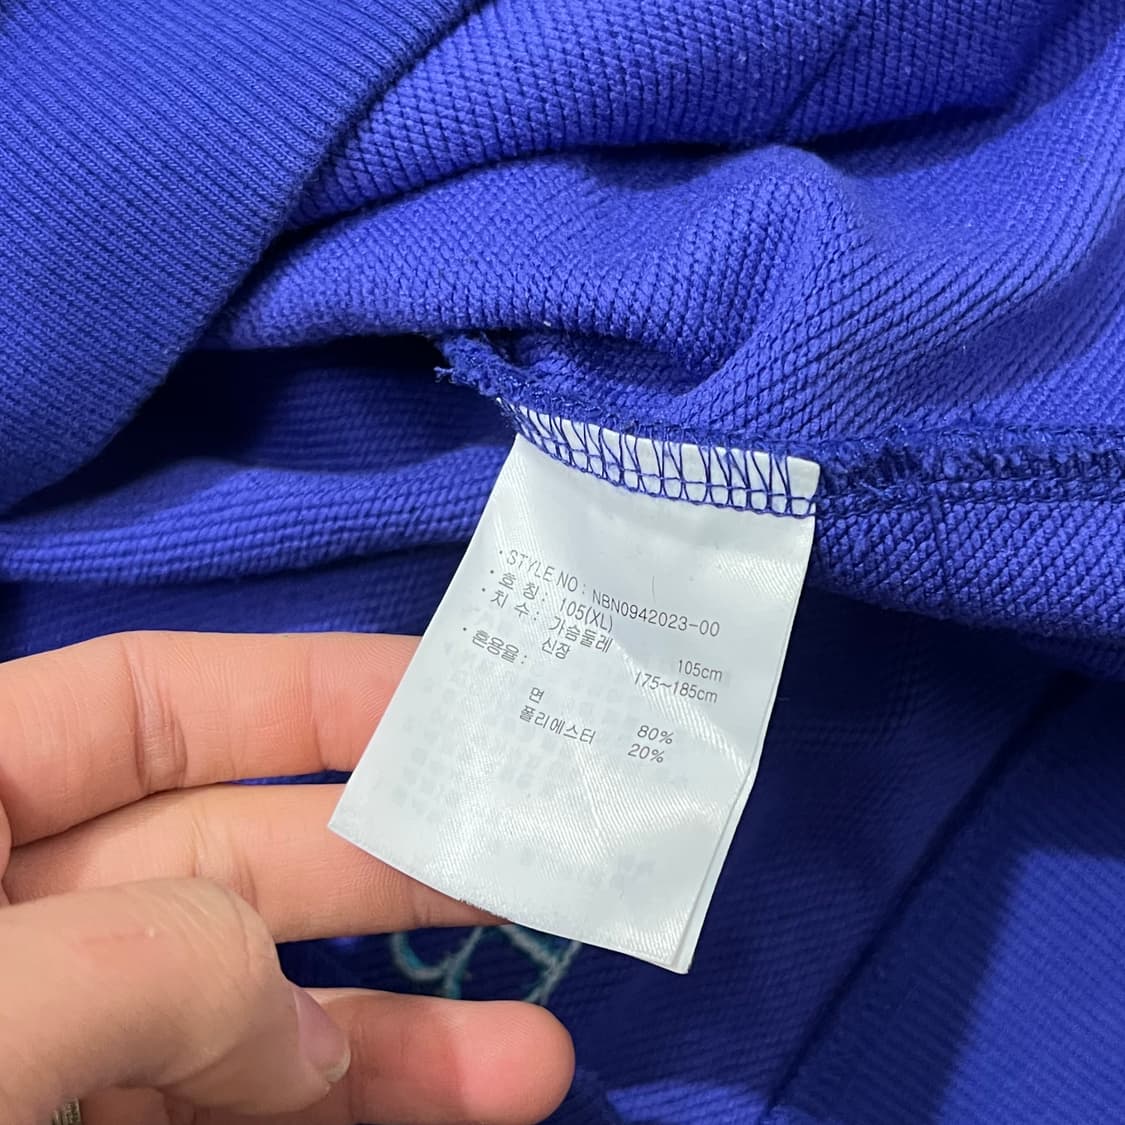 · STYLE NO : NBN0942023-00
· 호 칭 : 105(XL)
· 치 수 : 가슴둘레 105cm
신장 175~185cm
· 혼용율 :
면 80%
폴리에스터 20%